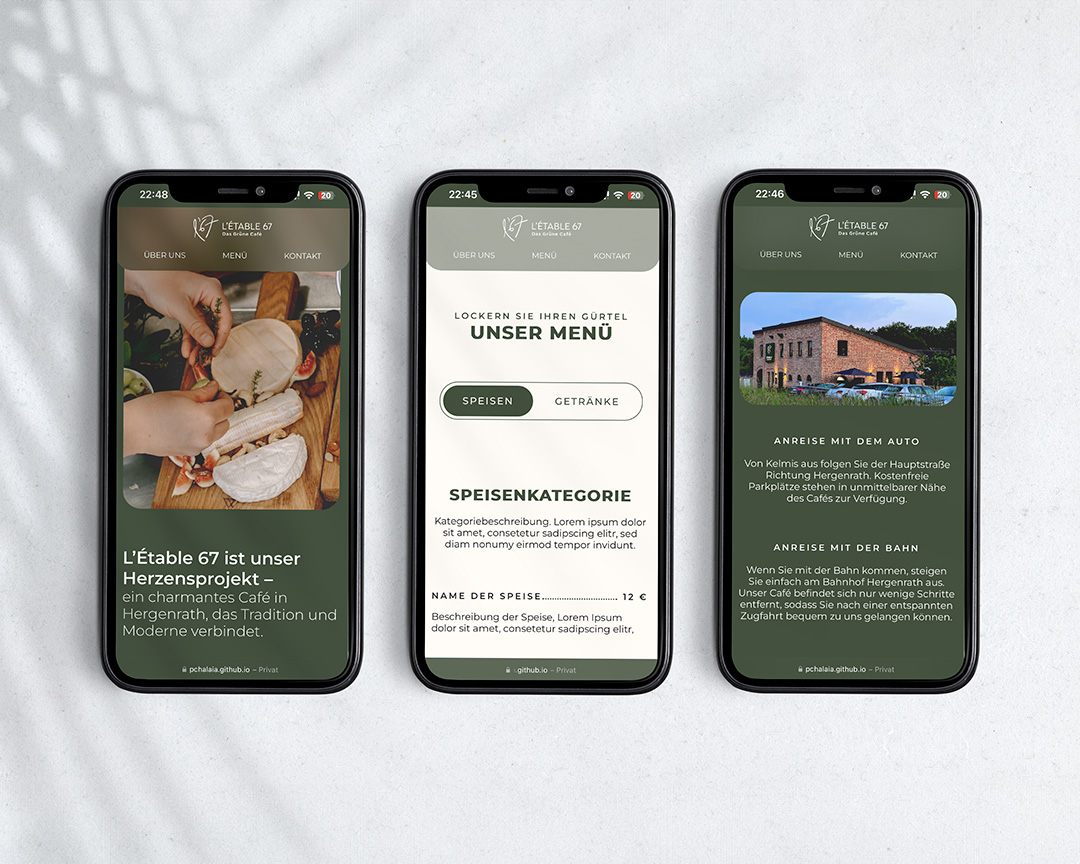 22:48
20
L'ÉTABLE 67
Das Grüne Café
ÜBER UNS MENÜ KONTAKT
L'Étable 67 ist unser
Herzensprojekt –
ein charmantes Café in
Hergenrath, das Tradition und
Moderne verbindet.
pchalaia.github.io – Privat
22:45
20
L'ÉTABLE 67
Das Grüne Café
ÜBER UNS MENÜ KONTAKT
LOCKERN SIE IHREN GÜRTEL
UNSER MENÜ
SPEISEN GETRÄNKE
SPEISENKATEGORIE
Kategoriebeschreibung. Lorem ipsum dolor
sit amet, consetetur sadipscing elitr, sed
diam nonumy eirmod tempor invidunt.
NAME DER SPEISE.............................. 12 €
Beschreibung der Speise, Lorem Ipsum
dolor sit amet, consetetur sadipscing elitr,
.github.io – Privat
22:46
20
L'ÉTABLE 67
Das Grüne Café
ÜBER UNS MENÜ KONTAKT
ANREISE MIT DEM AUTO
Von Kelmis aus folgen Sie der Hauptstraße
Richtung Hergenrath. Kostenfreie
Parkplätze stehen in unmittelbarer Nähe
des Cafés zur Verfügung.
ANREISE MIT DER BAHN
Wenn Sie mit der Bahn kommen, steigen
Sie einfach am Bahnhof Hergenrath aus.
Unser Café befindet sich nur wenige Schritte
entfernt, sodass Sie nach einer entspannten
Zugfahrt bequem zu uns gelangen können.
pchalaia.github.io – Privat